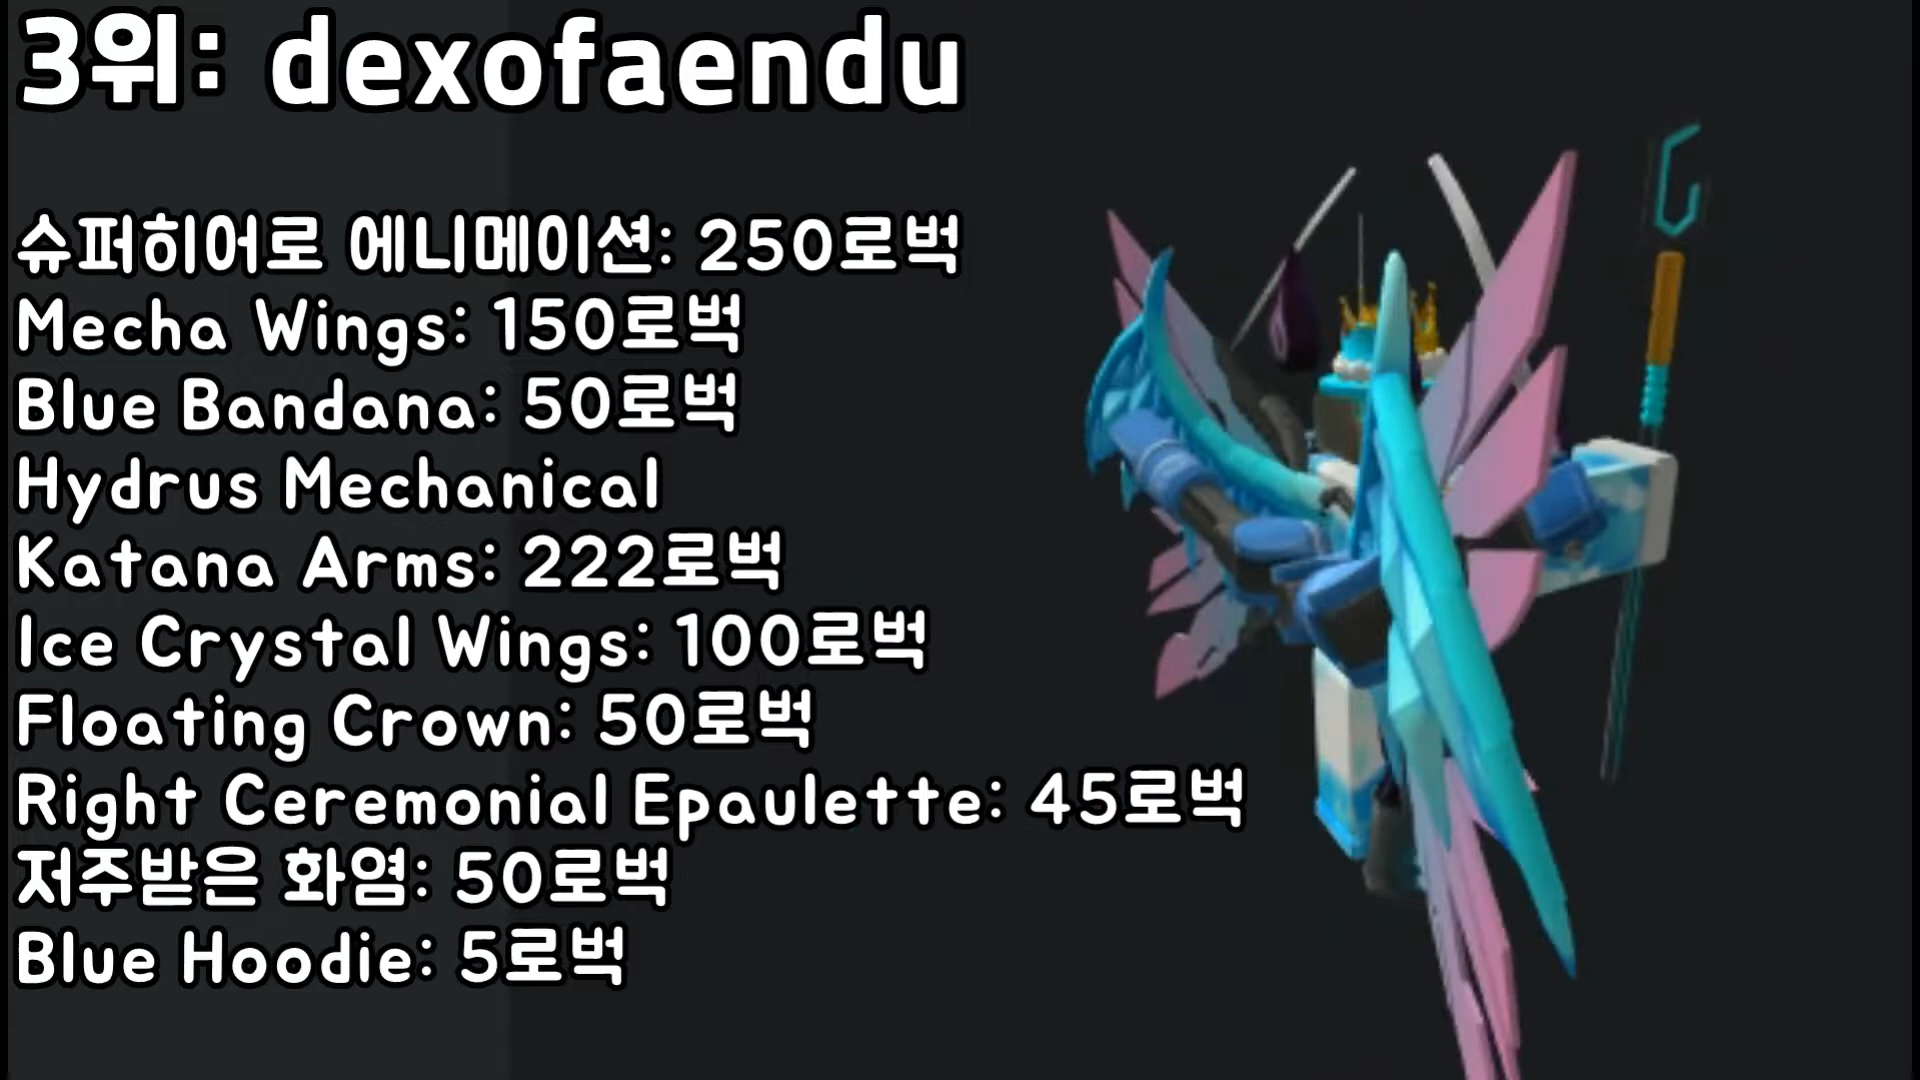 3위: dexofaendu
슈퍼히어로 에니메이션: 250로벅
Mecha Wings: 150로벅
Blue Bandana: 50로벅
Hydrus Mechanical
Katana Arms: 222로벅
Ice Crystal Wings: 100로벅
Floating Crown: 50로벅
Right Ceremonial Epaulette: 45로벅
저주받은 화염: 50로벅
Blue Hoodie: 5로벅